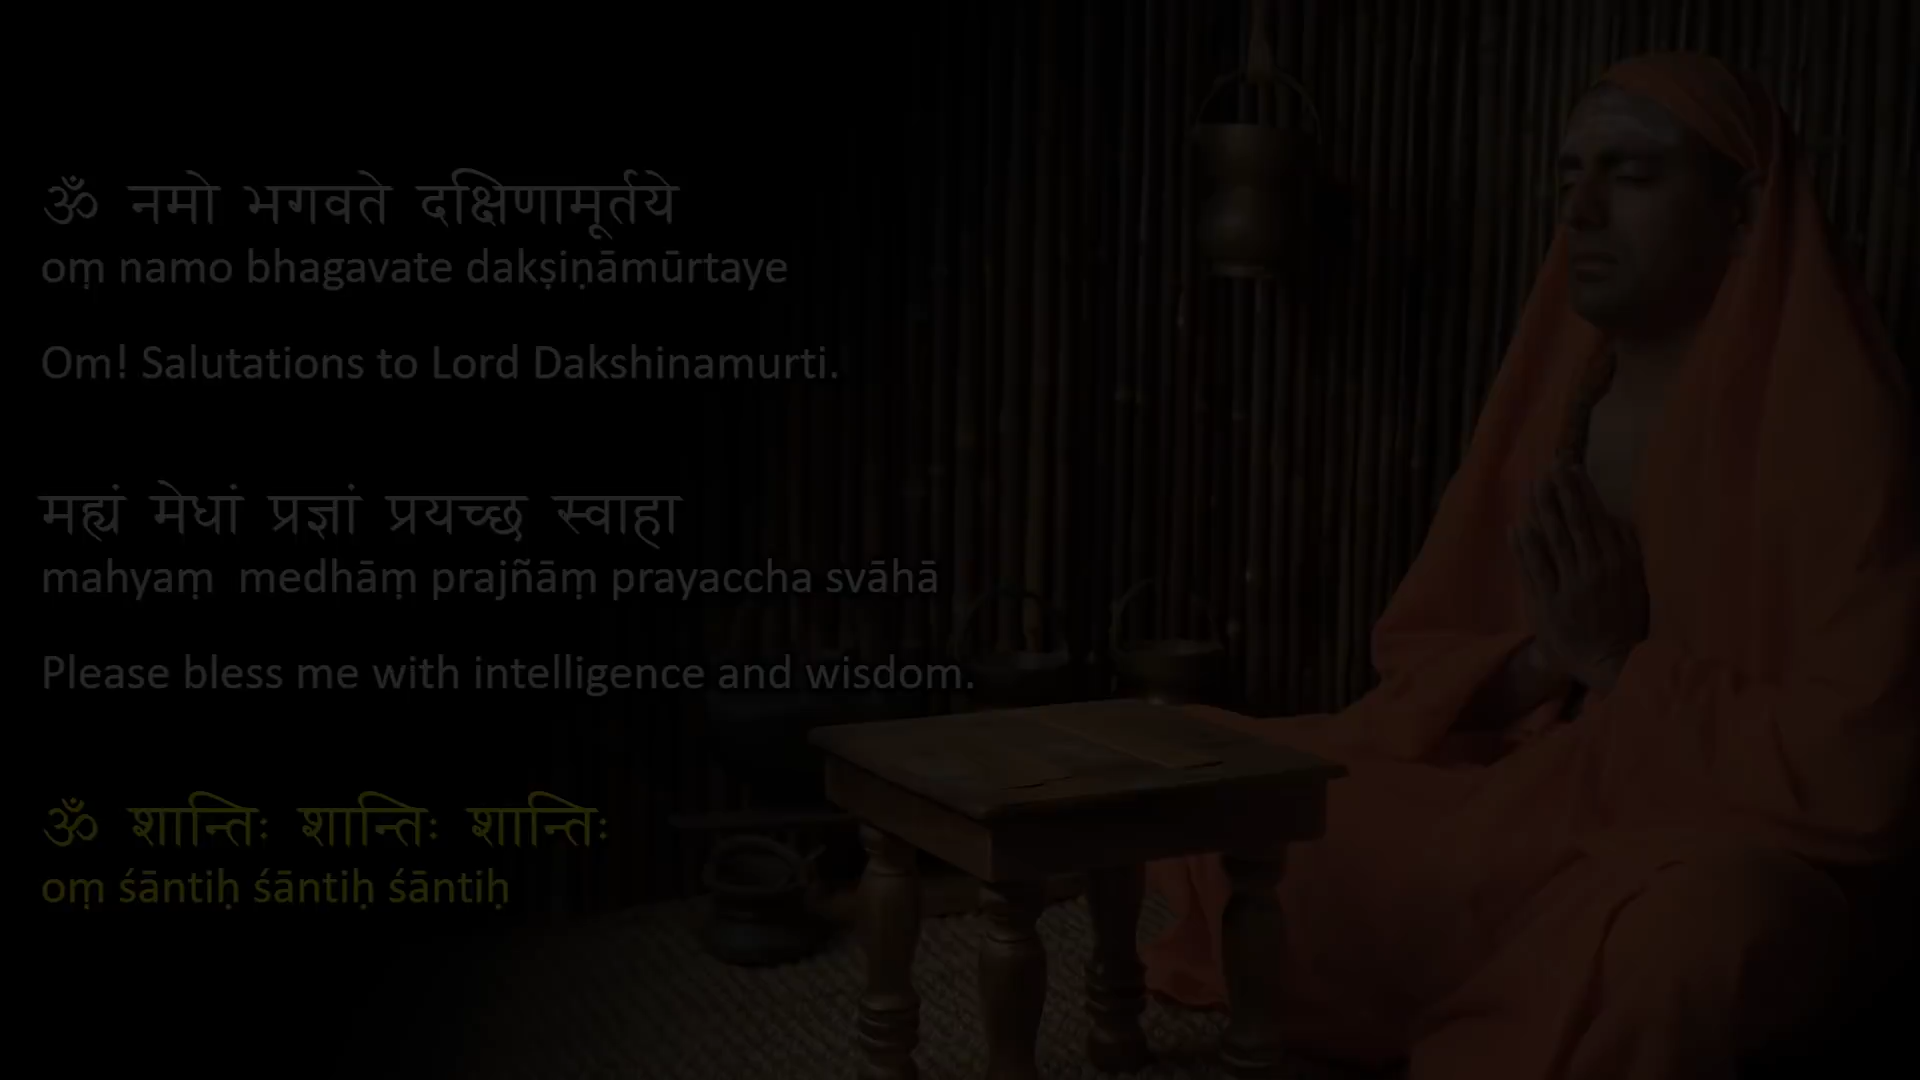 ॐ नमो भगवते दक्षिणामूर्तये
oṃ namo bhagavate dakṣiṇāmūrtaye
Om! Salutations to Lord Dakshinamurti.
मह्यं मेधां प्रज्ञां प्रयच्छ स्वाहा
mahyaṃ medhāṃ prajñāṃ prayaccha svāhā
Please bless me with intelligence and wisdom.
ॐ शान्तिः शान्तिः शान्तिः
oṃ śāntiḥ śāntiḥ śāntiḥ